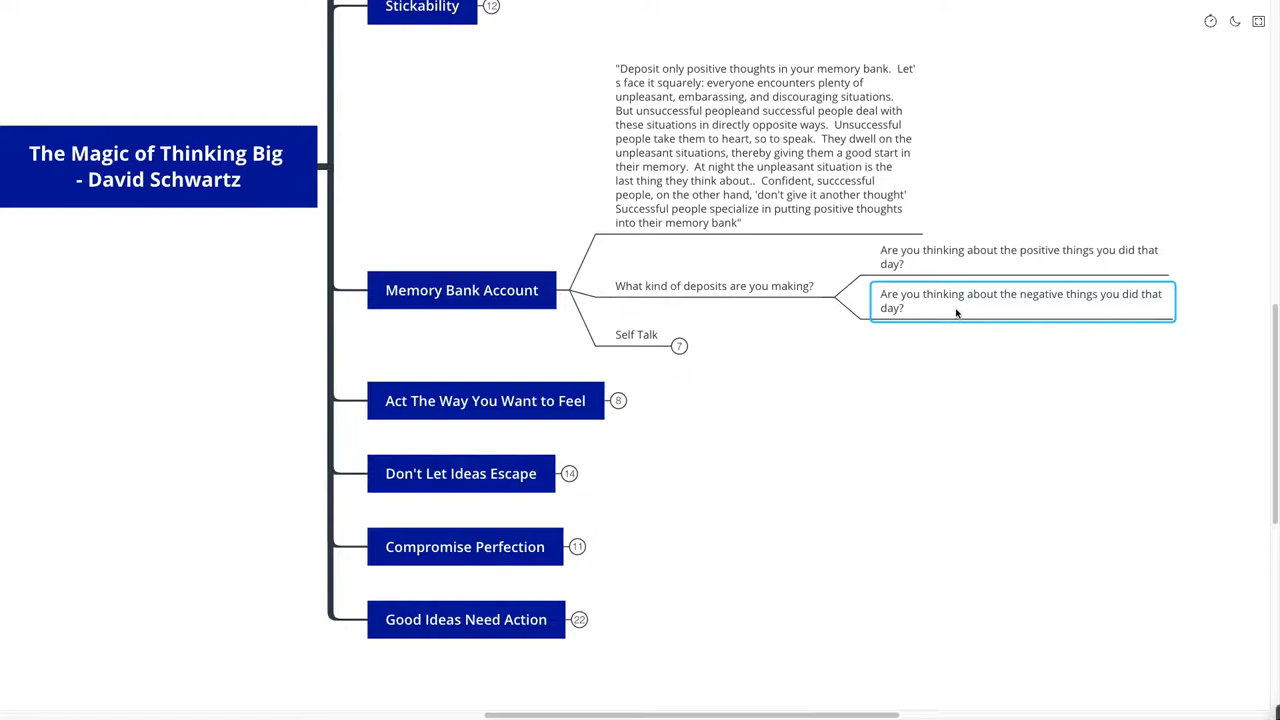 Stickability
12
"Deposit only positive thoughts in your memory bank.  Let'
s face it squarely: everyone encounters plenty of
unpleasant, embarassing, and discouraging situations.
But unsuccessful peopleand successful people deal with
these situations in directly opposite ways.  Unsuccessful
people take them to heart, so to speak.  They dwell on the
unpleasant situations, thereby giving them a good start in
their memory.  At night the unpleasant situation is the
last thing they think about..  Confident, succcessful
people, on the other hand, 'don't give it another thought'
Successful people specialize in putting positive thoughts
into their memory bank"
The Magic of Thinking Big
- David Schwartz
Memory Bank Account
What kind of deposits are you making?
Are you thinking about the positive things you did that
day?
Are you thinking about the negative things you did that
day?
Self Talk
7
Act The Way You Want to Feel
8
Don't Let Ideas Escape
14
Compromise Perfection
11
Good Ideas Need Action
22